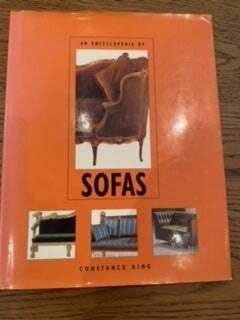 AN ENCYCLOPEDIA OF
SOFAS
CONSTANCE KING